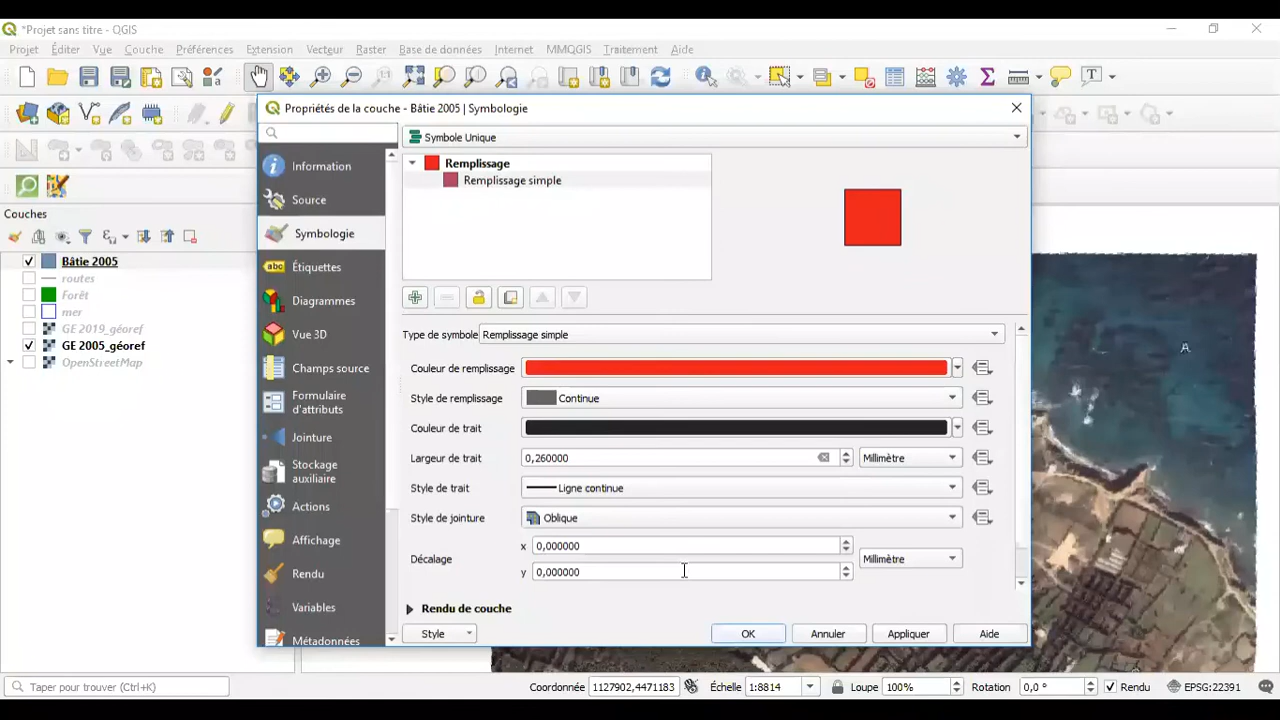 *Projet sans titre - QGIS
Projet Éditer Vue Couche Préférences Extension Vecteur Raster Base de données Internet MMQGIS Traitement Aide
Propriétés de la couche - Bâtie 2005 | Symbologie
Couches
Bâtie 2005
routes
Forêt
mer
GE 2019_géoref
GE 2005_géoref
OpenStreetMap
Information
Source
Symbologie
abc Étiquettes
Diagrammes
Vue 3D
Champs source
Formulaire
d'attributs
Jointure
Stockage
auxiliaire
Actions
Affichage
Rendu
Variables
Métadonnées
Symbole Unique
Remplissage
Remplissage simple
Type de symbole Remplissage simple
Couleur de remplissage
Style de remplissage Continue
Couleur de trait
Largeur de trait 0,260000 Millimètre
Style de trait Ligne continue
Style de jointure Oblique
Décalage x 0,000000 Millimètre
y 0,000000
Rendu de couche
Style OK Annuler Appliquer Aide
Taper pour trouver (Ctrl+K) Coordonnée 1127902,4471183 Échelle 1:8814 Loupe 100% Rotation 0,0 ° Rendu EPSG:22391